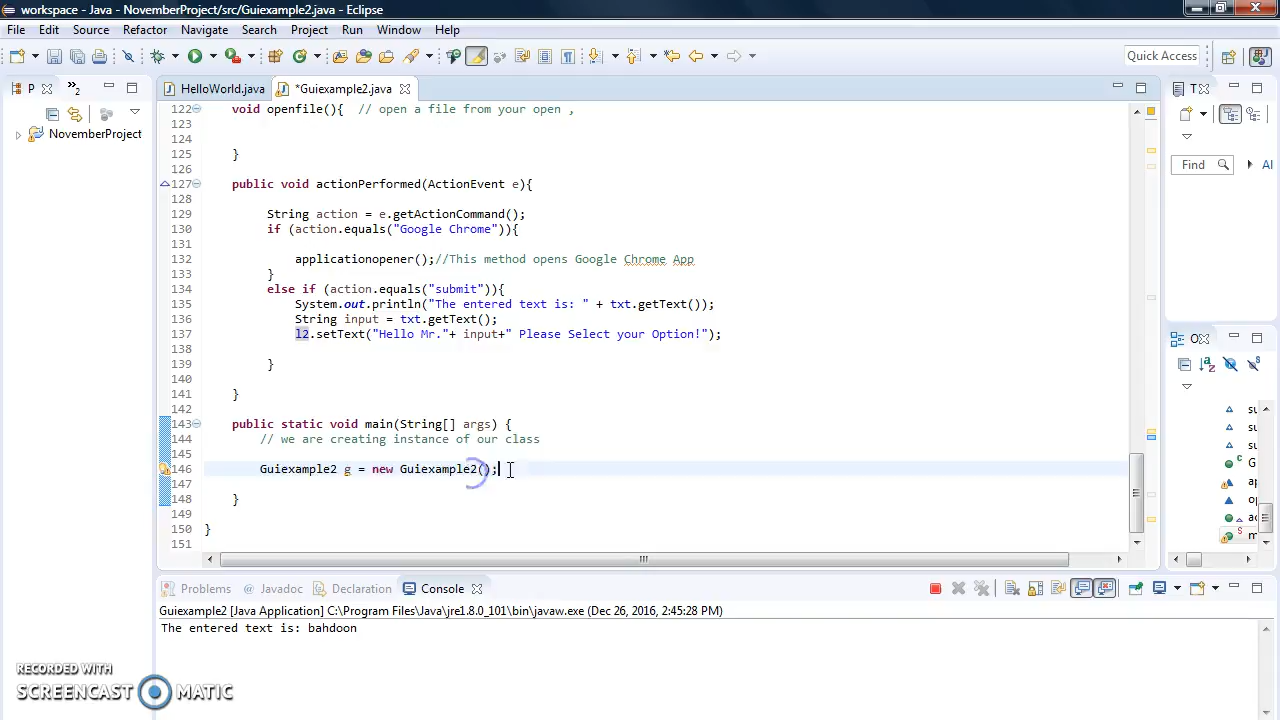 workspace - Java - NovemberProject/src/Guiexample2.java - Eclipse
File Edit Source Refactor Navigate Search Project Run Window Help
Quick Access
P
HelloWorld.java
*Guiexample2.java
NovembeProject
122 void openfile(){ // open a file from your open ,
123
124
125 }
126
127 public void actionPerformed(ActionEvent e){
128
129 String action = e.getActionCommand();
130 if (action.equals("Google Chrome")){
131
132 applicationopener();//This method opens Google Chrome App
133 }
134 else if (action.equals("submit")){
135 System.out.println("The entered text is: " + txt.getText());
136 String input = txt.getText();
137 l2.setText("Hello Mr."+ input+" Please Select your Option!");
138
139 }
140
141 }
142
143 public static void main(String[] args) {
144 // we are creating instance of our class
145
146 Guiexample2 g = new Guiexample2();
147
148 }
149
150 }
151
T
Find
Al
O
su
su
su
G
ap
op
ac
m
Problems @ Javadoc Declaration Console
Guiexample2 [Java Application] C:\Program Files\Java\jre1.8.0_101\bin\javaw.exe (Dec 26, 2016, 2:45:28 PM)
The entered text is: bahdoon
RECORDED WITH
SCREENCAST MATIC